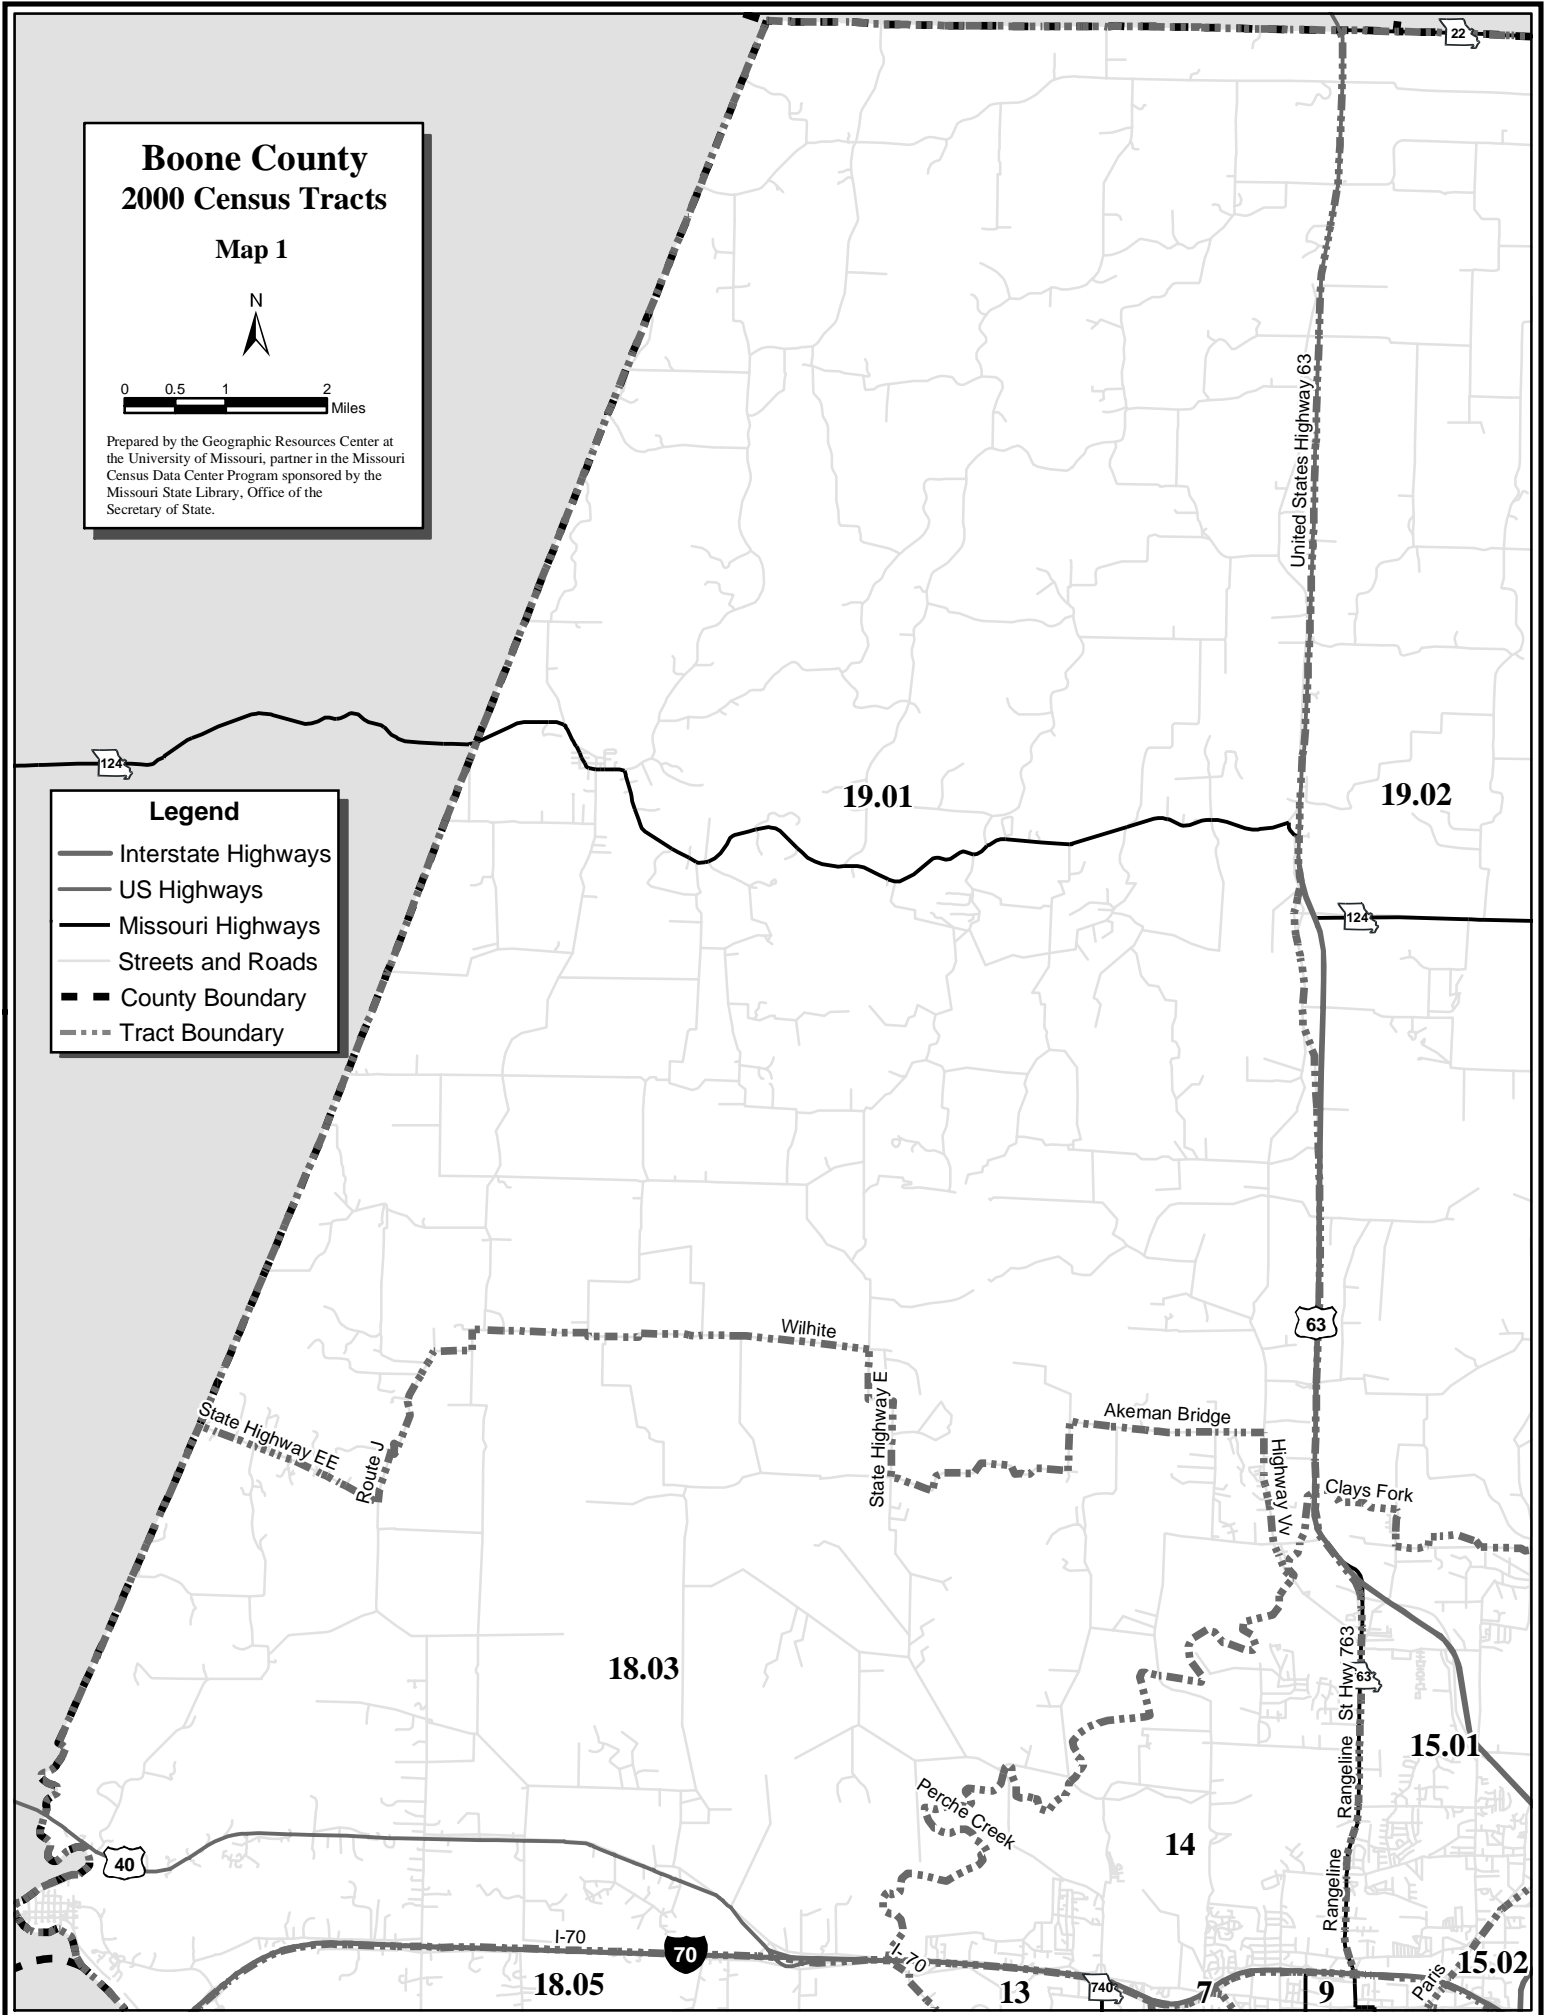 22
Boone County
2000 Census Tracts
Map 1
N
0 0.5 1 2
Miles
Prepared by the Geographic Resources Center at
the University of Missouri, partner in the Missouri
Census Data Center Program sponsored by the
Missouri State Library, Office of the
Secretary of State.
United States Highway 63
124
19.01
19.02
Legend
Interstate Highways
US Highways
Missouri Highways
Streets and Roads
County Boundary
Tract Boundary
124
63
Wilhite
State Highway E
Akeman Bridge
State Highway EE
Route J
Highway Vv
Clays Fork
18.03
St Hwy 763
63
15.01
Rangeline
Perche Creek
14
40
Rangeline
I-70
70
I-70
18.05
13
740
7
9
Paris
15.02